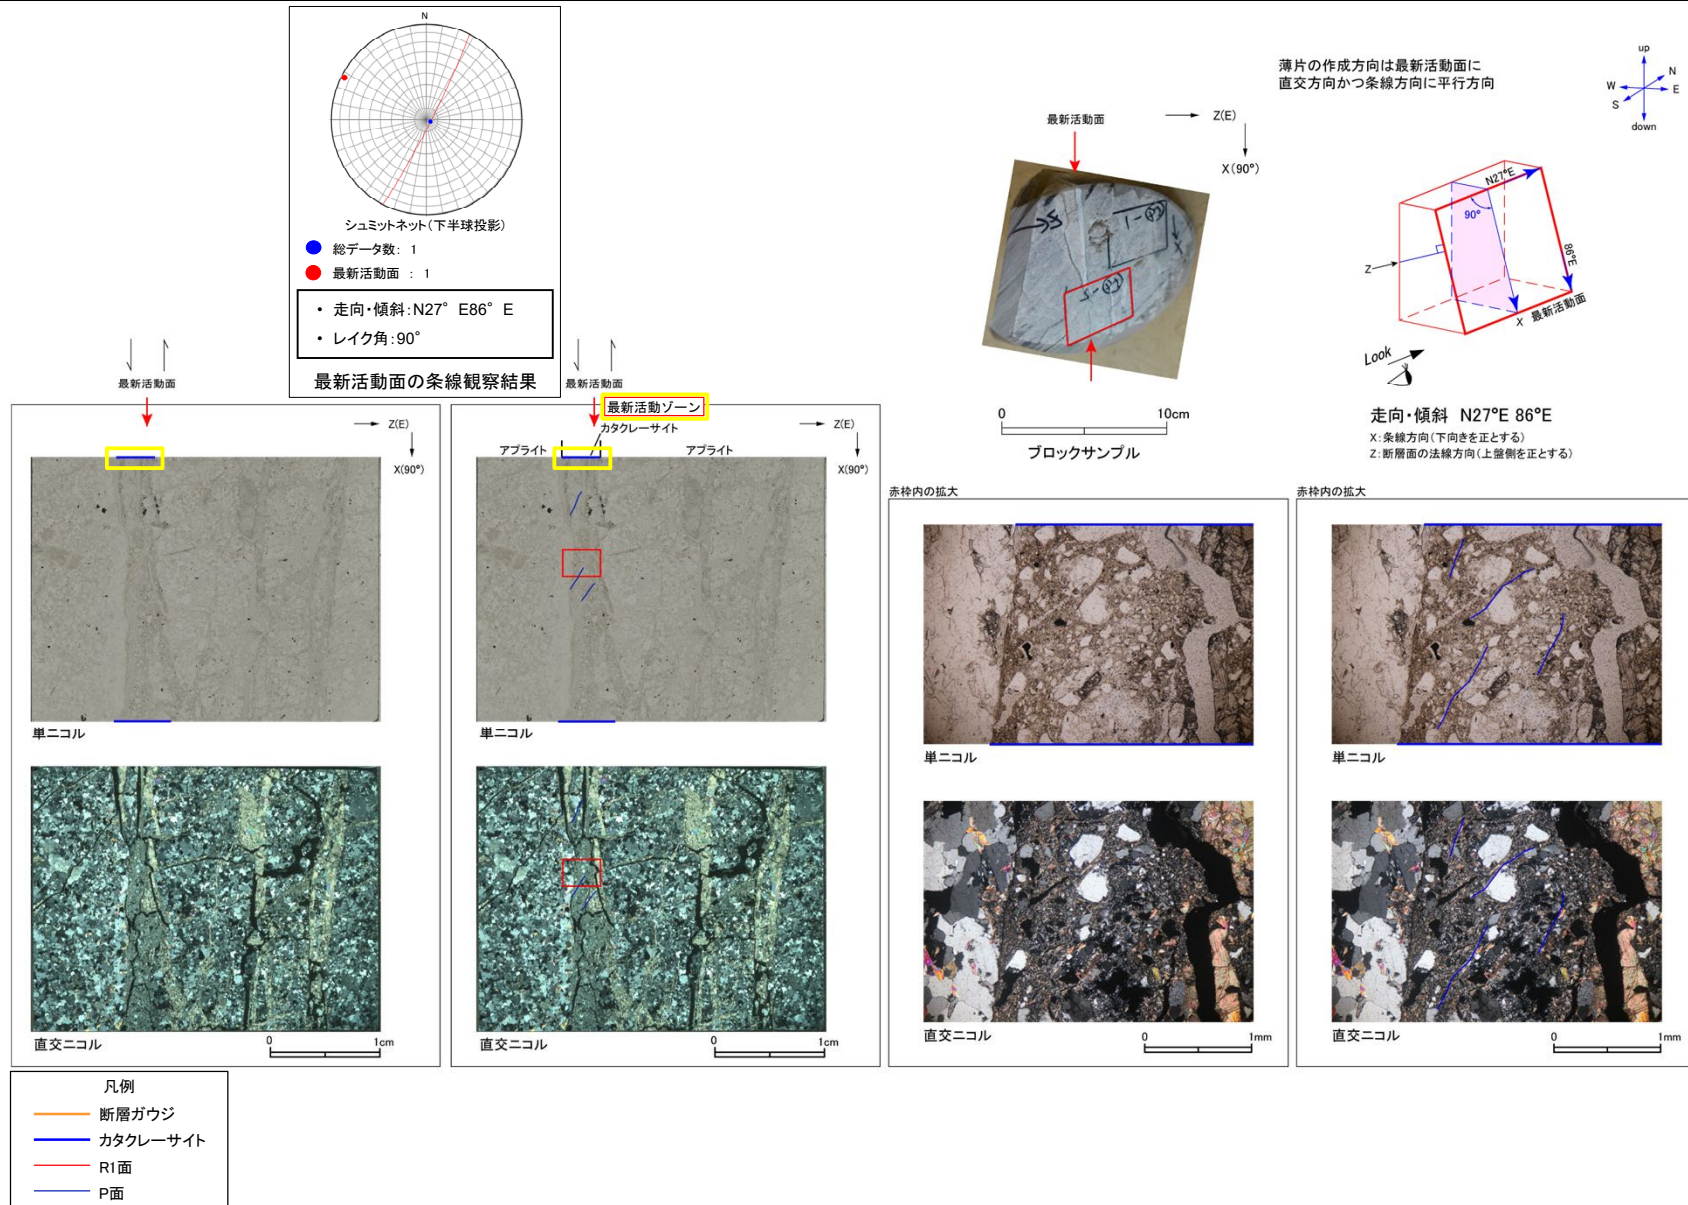 N
シュミットネット(下半球投影)
総データ数: 1
最新活動面 : 1
• 走向・傾斜:N27° E86° E
• レイク角:90°
最新活動面の条線観察結果
薄片の作成方向は最新活動面に
直交方向かつ条線方向に平行方向
up
N
W
E
S
down
最新活動面
Z(E)
X(90°)
0
10cm
ブロックサンプル
N27°E
90°
86°E
Z
X 最新活動面
Look
走向・傾斜 N27°E 86°E
X:条線方向(下向きを正とする)
Z:断層面の法線方向(上盤側を正とする)
最新活動面
Z(E)
X(90°)
単ニコル
直交ニコル
0
1cm
最新活動面
最新活動ゾーン
カタクレーサイト
アプライト
アプライト
Z(E)
X(90°)
単ニコル
直交ニコル
0
1cm
赤枠内の拡大
単ニコル
直交ニコル
0
1mm
赤枠内の拡大
単ニコル
直交ニコル
0
1mm
凡例
断層ガウジ
カタクレーサイト
R1面
P面